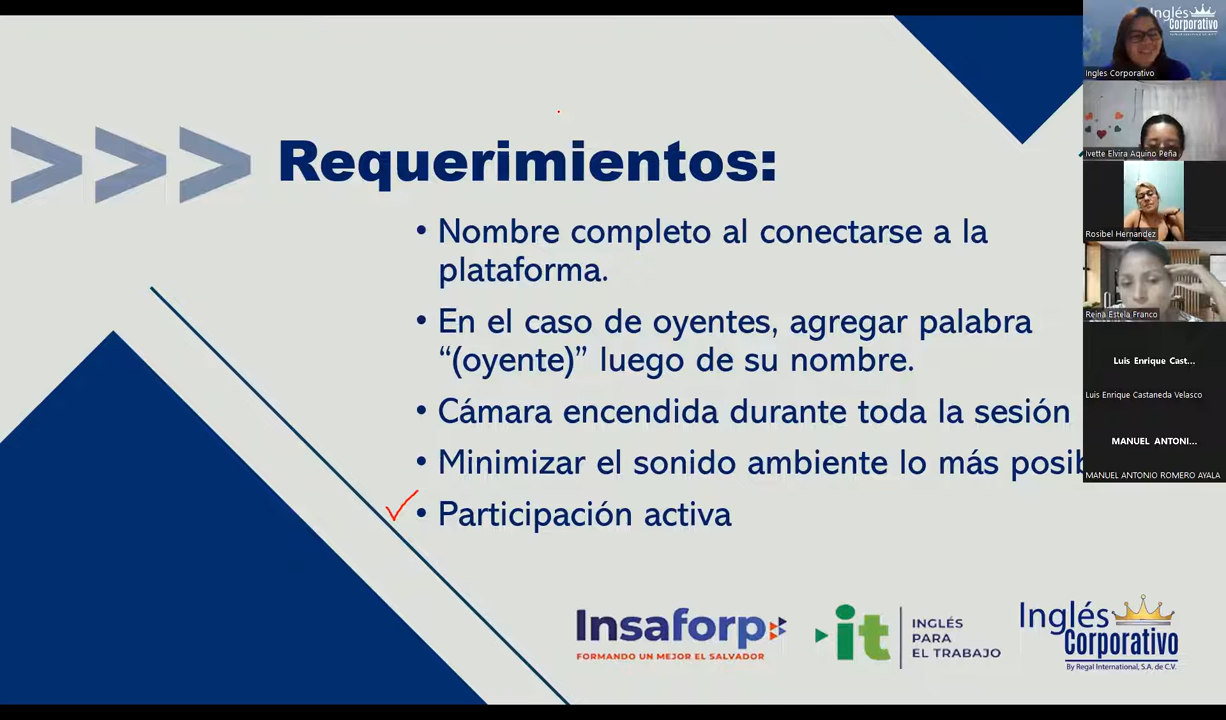 Requerimientos:
• Nombre completo al conectarse a la
plataforma.
• En el caso de oyentes, agregar palabra
“(oyente)” luego de su nombre.
• Cámara encendida durante toda la sesión
• Minimizar el sonido ambiente lo más posib
• Participación activa
Insaforp
FORMANDO UN MEJOR EL SALVADOR
it
INGLÉS
PARA
EL TRABAJO
Inglés
Corporativo
By Regal International, S.A. de C.V.
Inglés
Corporativo
Ingles Corporativo
Ivette Elvira Aquino Peña
Rosibel Hernandez
Reina Estela Franco
Luis Enrique Cast...
Luis Enrique Castaneda Velasco
MANUEL ANTONI...
MANUEL ANTONIO ROMERO AYALA